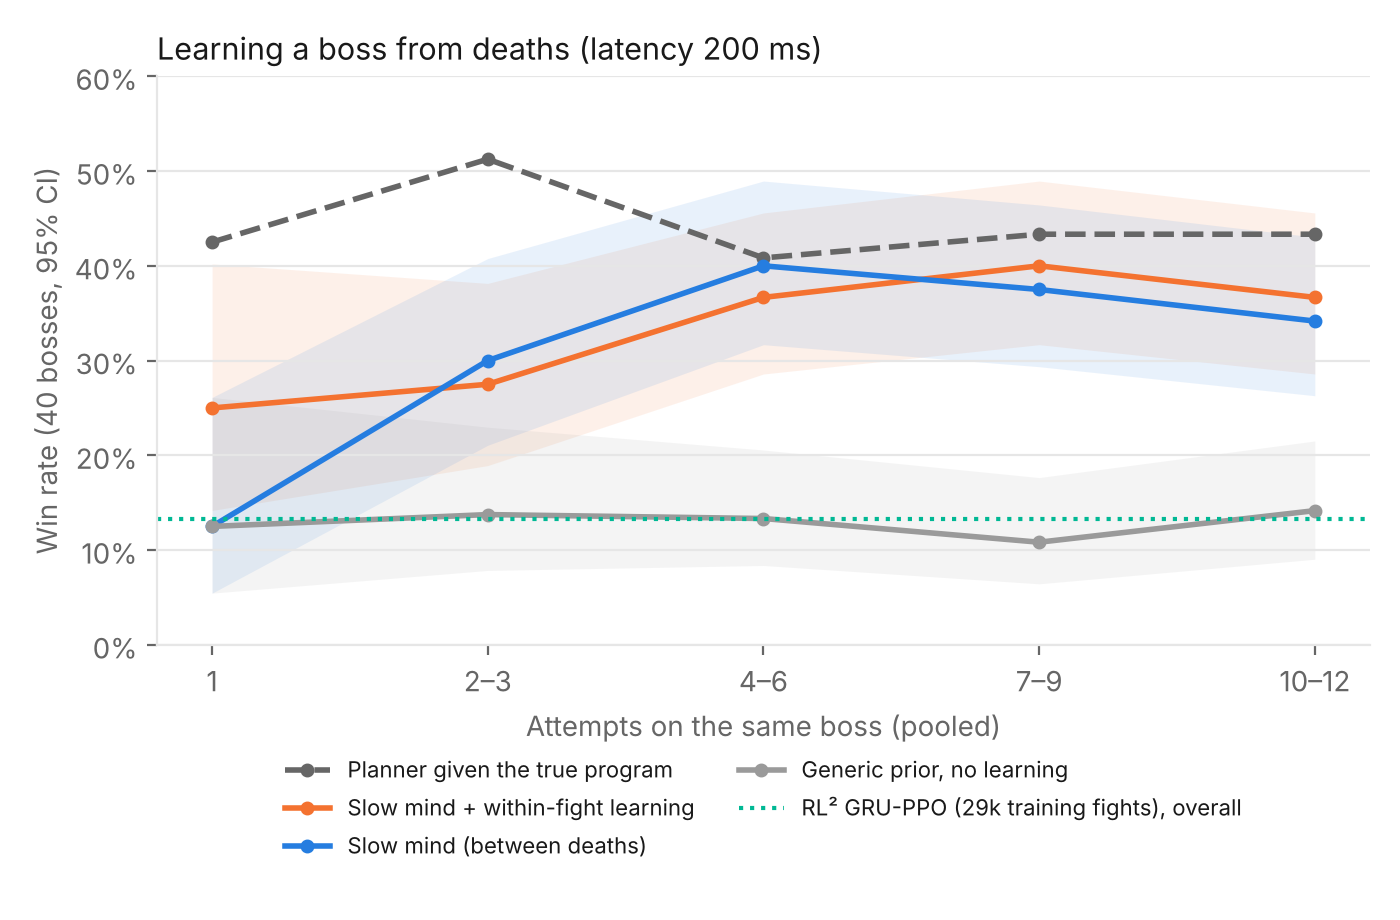 Learning a boss from deaths (latency 200 ms)
60%
50%
40%
30%
20%
10%
0%
Win rate (40 bosses, 95% CI)
1
2–3
4–6
7–9
10–12
Attempts on the same boss (pooled)
Planner given the true program
Slow mind + within-fight learning
Slow mind (between deaths)
Generic prior, no learning
RL² GRU-PPO (29k training fights), overall